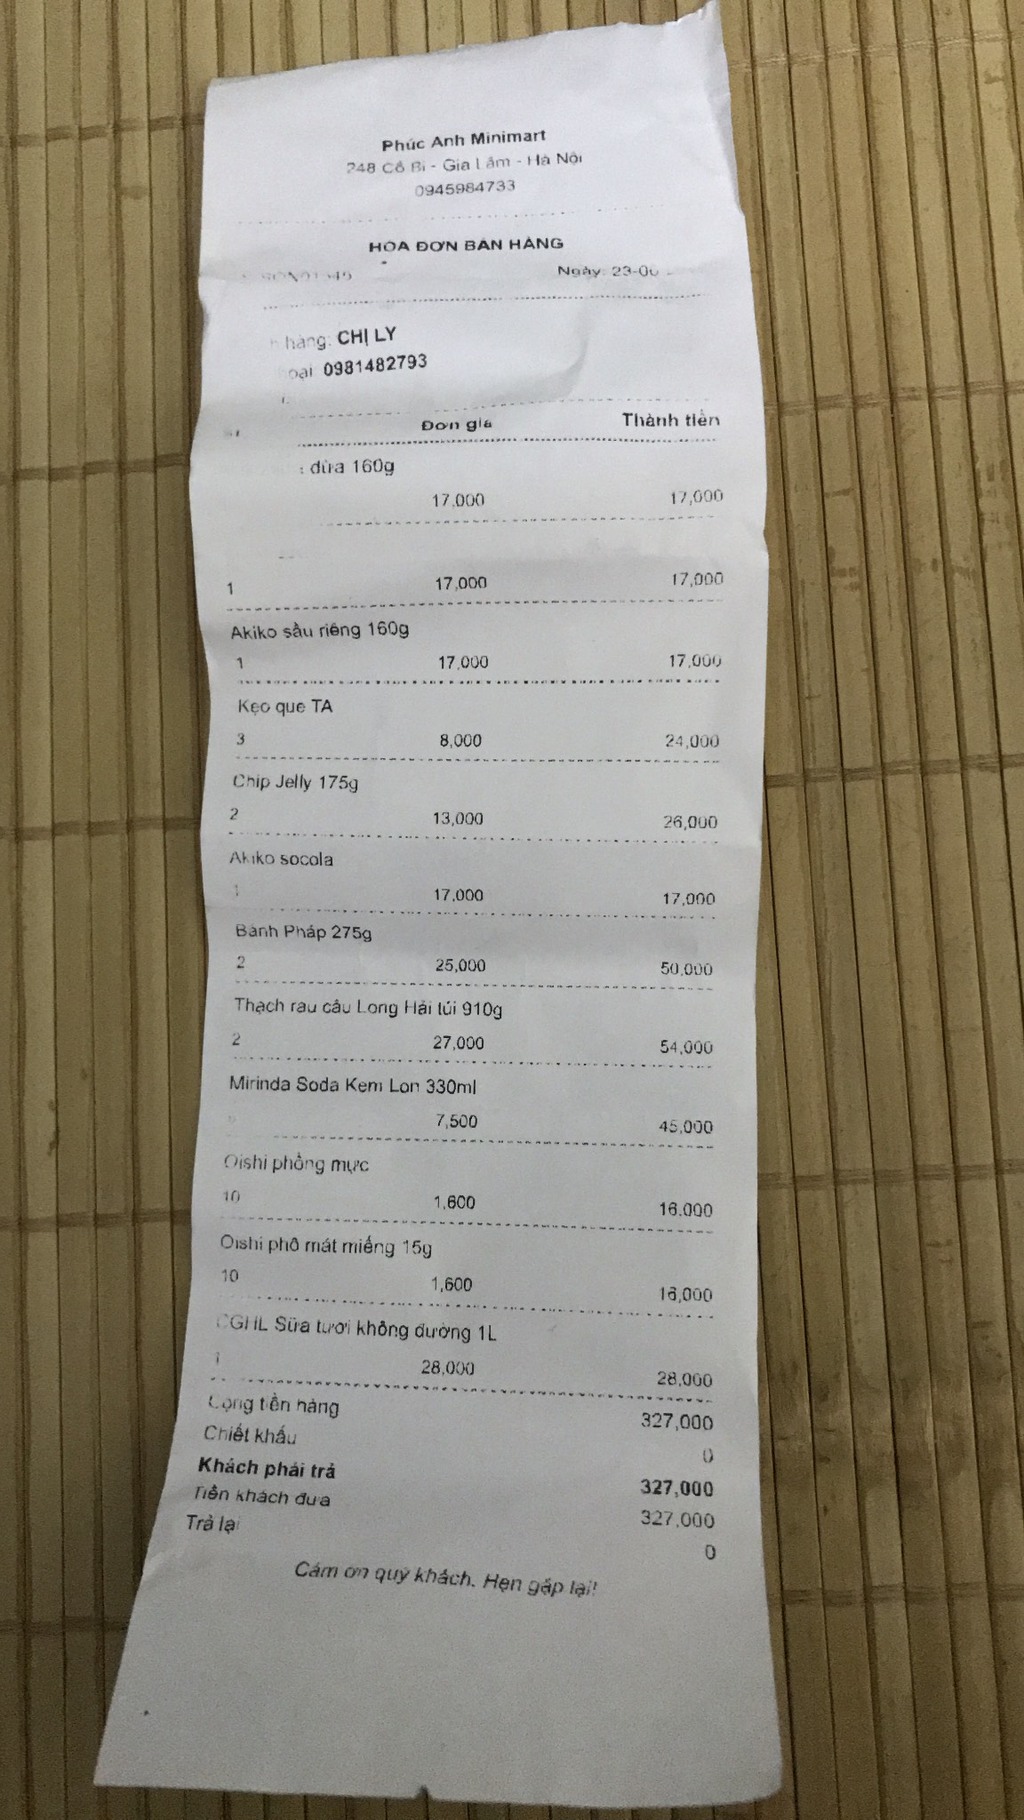 Phúc Anh Minimart
248 Cổ Bi - Gia Lâm - Hà Nội
0945984733
HÓA ĐƠN BÁN HÀNG
Ngày: 23-0
hàng: CHỊ LY
oại: 0981482793
Đơn giá Thành tiền
dừa 160g
17,000 17,000
1 17,000 17,000
Akiko sầu riêng 160g
1 17,000 17,000
Kẹo que TA
3 8,000 24,000
Chip Jelly 175g
2 13,000 26,000
Akiko socola
1 17,000 17,000
Bánh Pháp 275g
2 25,000 50,000
Thạch rau câu Long Hải túi 910g
2 27,000 54,000
Mirinda Soda Kem Lon 330ml
7,500 45,000
Oishi phồng mực
10 1,600 16,000
Oishi phô mát miếng 15g
10 1,600 16,000
CGHL Sữa tươi không đường 1L
1 28,000 28,000
Cộng tiền hàng 327,000
Chiết khấu 0
Khách phải trả 327,000
Tiền khách đưa 327,000
Trả lại 0
Cám ơn quý khách. Hẹn gặp lại!